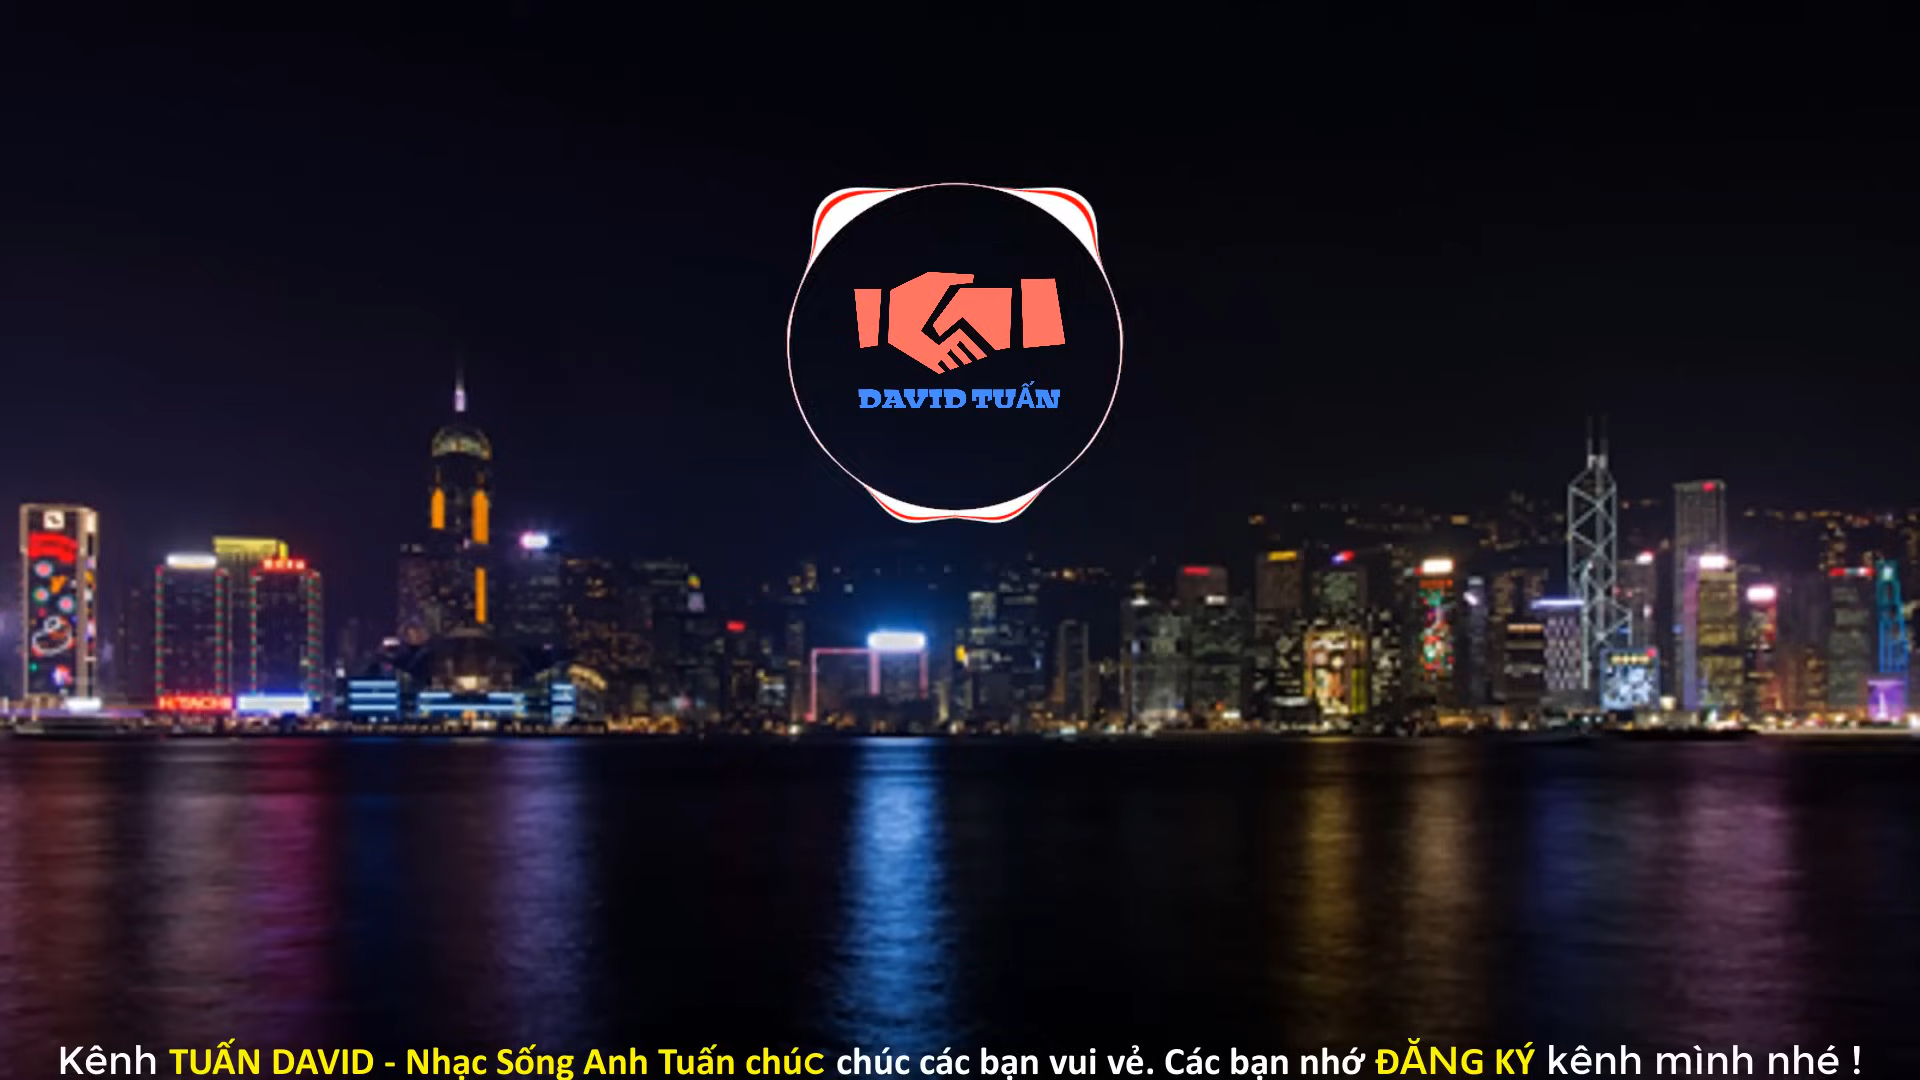 DAVID TUẤN
HITACHI
Kênh TUẤN DAVID - Nhạc Sống Anh Tuấn chúc chúc các bạn vui vẻ. Các bạn nhớ ĐĂNG KÝ kênh mình nhé !